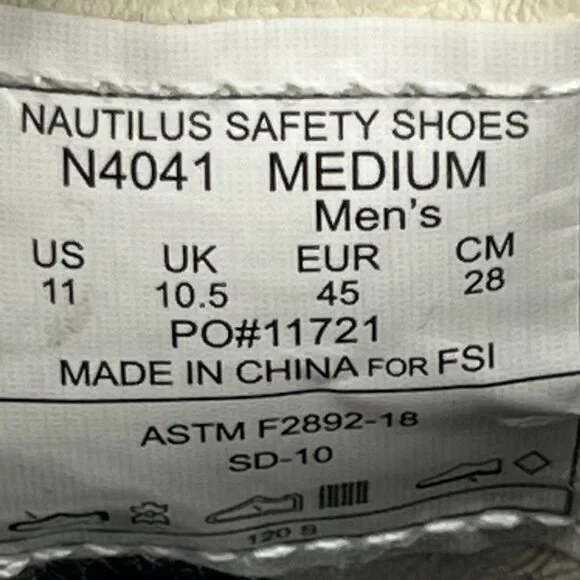 NAUTILUS SAFETY SHOES
N4041 MEDIUM
Men's
US UK EUR CM
11 10.5 45 28
PO#11721
MADE IN CHINA FOR FSI
ASTM F2892-18
SD-10
120 S